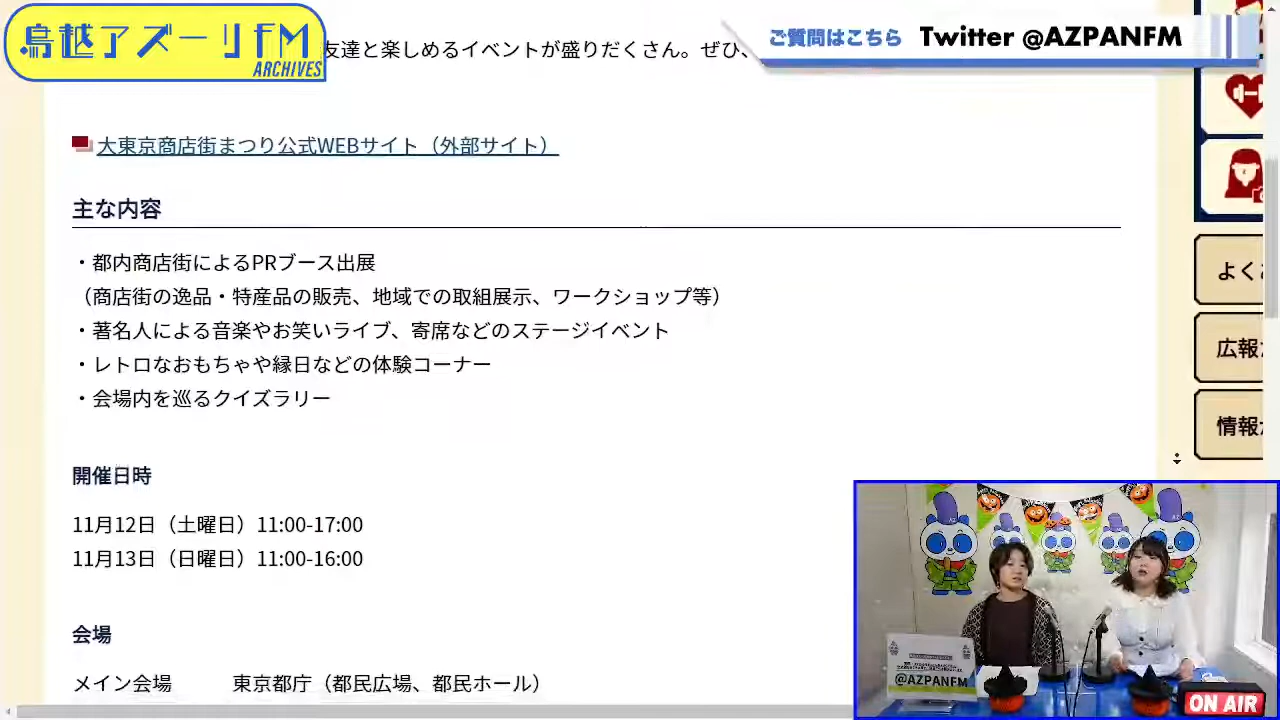 鳥越アズーリFM
ARCHIVES
友達と楽しめるイベントが盛りだくさん。ぜひ、
ご質問はこちら Twitter @AZPANFM
大東京商店街まつり公式WEBサイト（外部サイト）
主な内容
・都内商店街によるPRブース出展
（商店街の逸品・特産品の販売、地域での取組展示、ワークショップ等）
・著名人による音楽やお笑いライブ、寄席などのステージイベント
・レトロなおもちゃや縁日などの体験コーナー
・会場内を巡るクイズラリー
よく
広報
情報
開催日時
11月12日（土曜日）11:00-17:00
11月13日（日曜日）11:00-16:00
会場
メイン会場 東京都庁（都民広場、都民ホール）
@AZPANFM
ON AIR